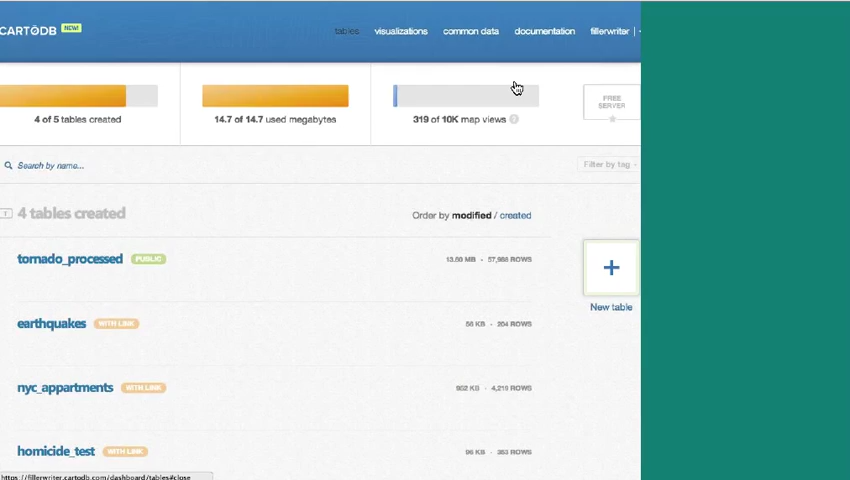 CARTODB NEW!
tables visualizations common data documentation fillerwriter
4 of 5 tables created
14.7 of 14.7 used megabytes
319 of 10K map views ?
FREE
SERVER
Search by name...
Filter by tag
4 tables created
Order by modified / created
tornado_processed PUBLIC
13.60 MB • 57,988 ROWS
New table
earthquakes WITH LINK
56 KB • 204 ROWS
nyc_appartments WITH LINK
952 KB • 4,215 ROWS
homicide_test WITH LINK
96 KB • 353 ROWS
https://fillerwriter.cartodb.com/dashboard/tables#close